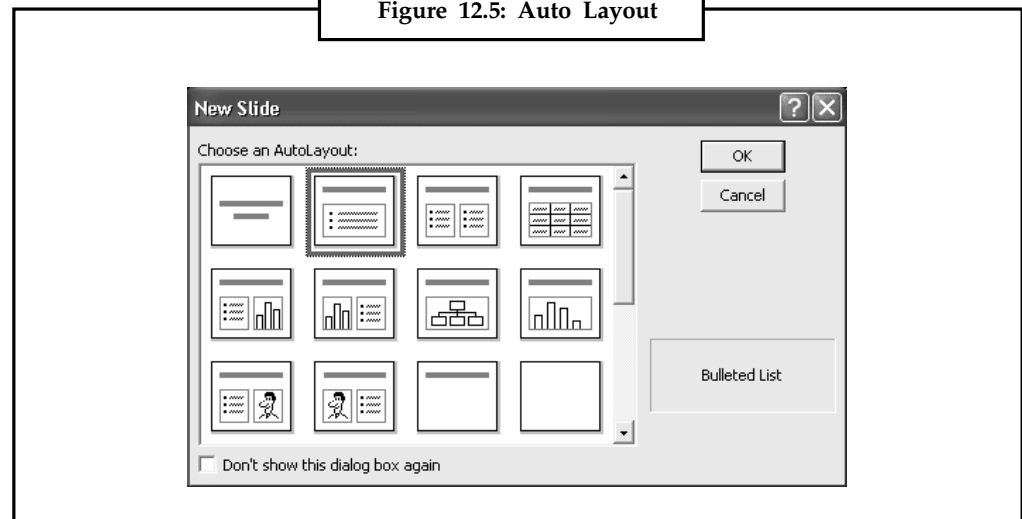 Figure 12.5: Auto Layout
New Slide
Choose an AutoLayout:
OK
Cancel
Bulleted List
Don't show this dialog box again